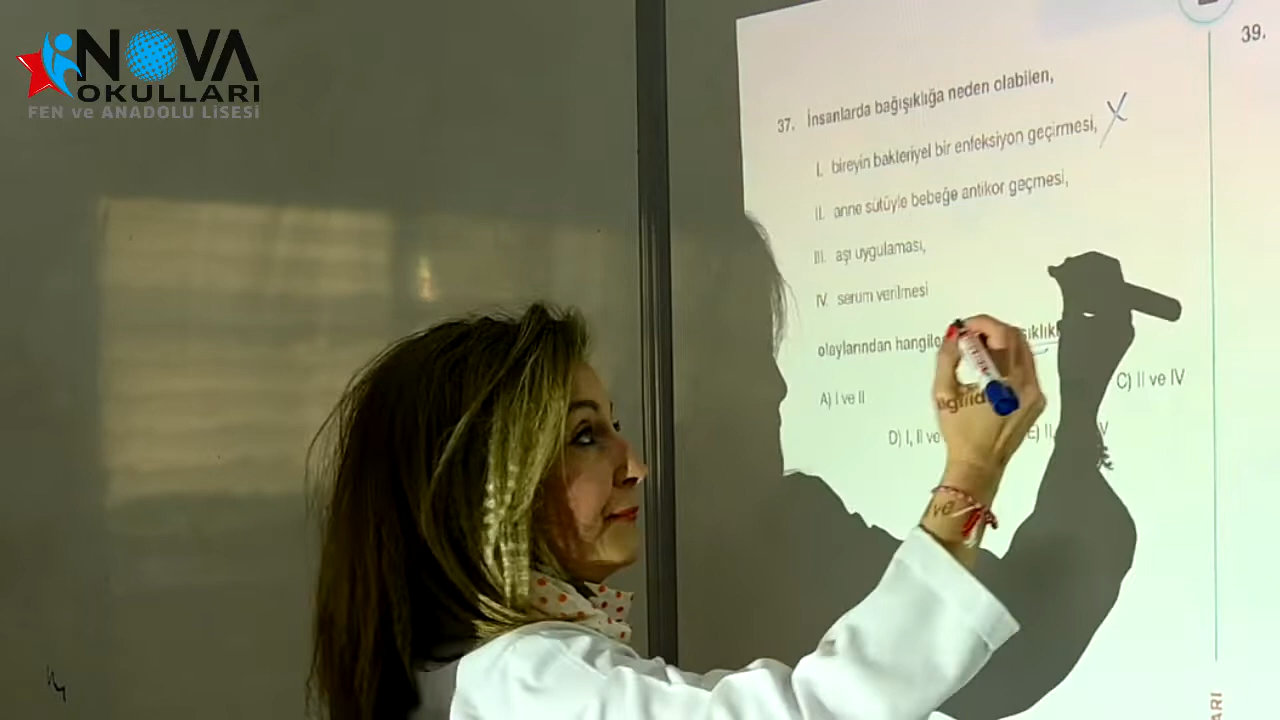 NOVA
OKULLARI
FEN ve ANADOLU LİSESİ
39.
37. İnsanlarda bağışıklığa neden olabilen,
I. bireyin bakteriyel bir enfeksiyon geçirmesi,
II. anne sütüyle bebeğe antikor geçmesi,
III. aşı uygulaması,
IV. serum verilmesi
olaylarından
A) I ve II
C) II ve IV
D) I, II ve
E) II,